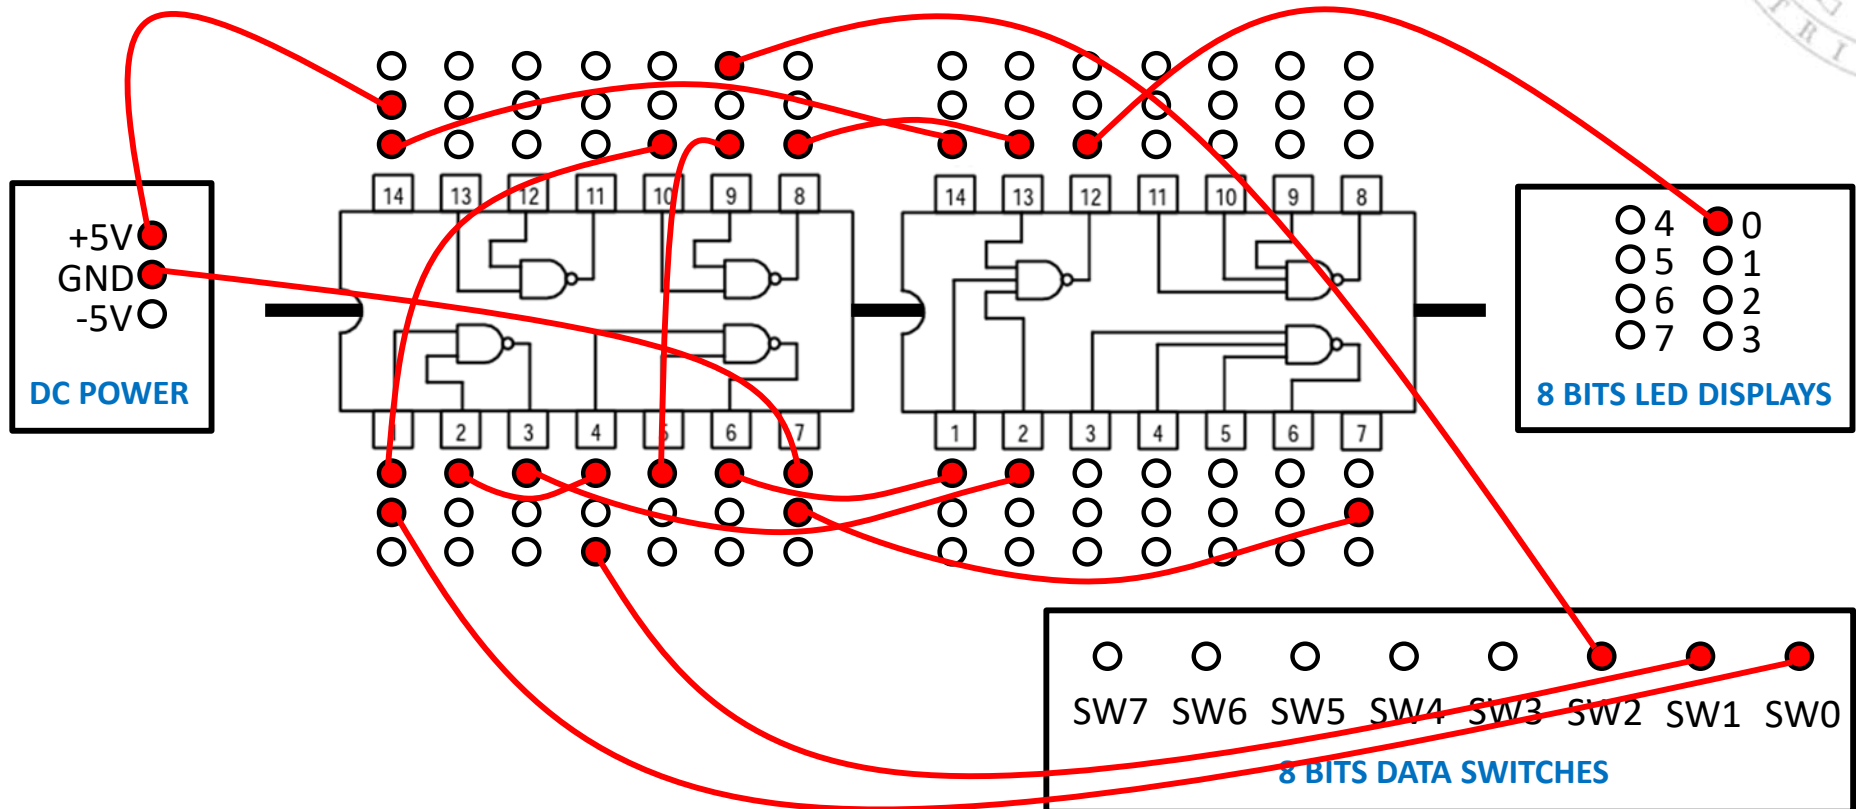 14 13 12 11 10 9 8
1 2 3 4 5 6 7
14 13 12 11 10 9 8
1 2 3 4 5 6 7
+5V
GND
-5V
DC POWER
4 0
5 1
6 2
7 3
8 BITS LED DISPLAYS
SW7 SW6 SW5 SW4 SW3 SW2 SW1 SW0
8 BITS DATA SWITCHES